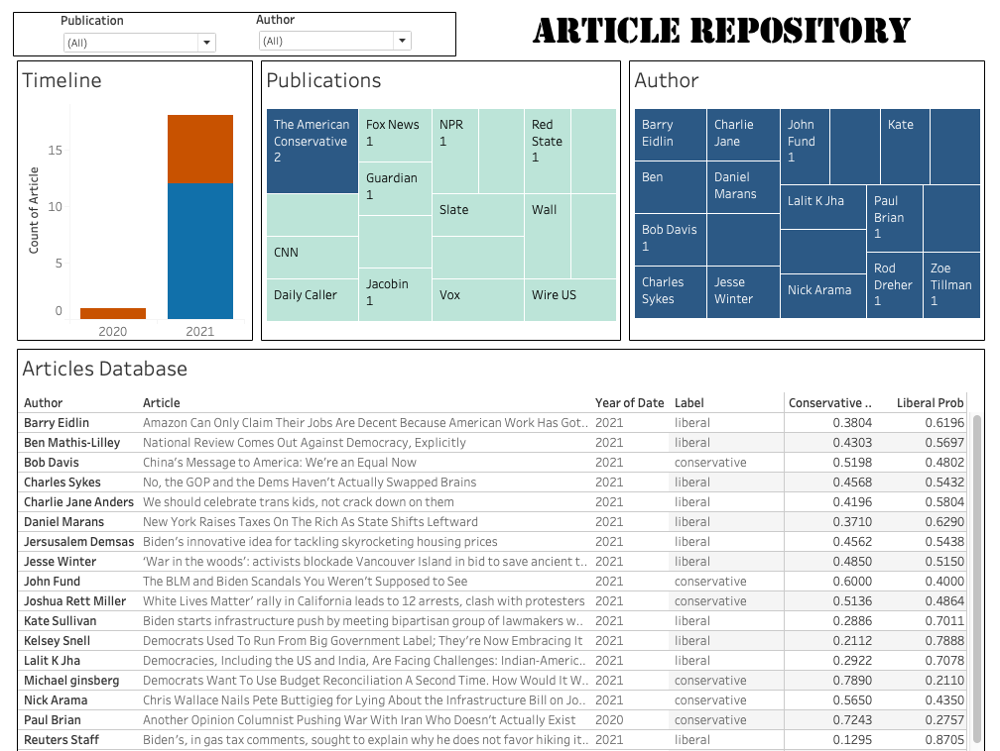 Publication
Author
(All)
(All)
ARTICLE REPOSITORY
Timeline
Count of Article
15
10
5
0
2020
2021
Publications
The American
Conservative
2
CNN
Daily Caller
Fox News
1
Guardian
1
Jacobin
1
NPR
1
Slate
Vox
Red
State
1
Wall
Wire US
Author
Barry
Eidlin
Ben
Bob Davis
1
Charles
Sykes
Charlie
Jane
Daniel
Marans
Jesse
Winter
John
Fund
1
Lalit K Jha
Nick Arama
Kate
Paul
Brian
1
Rod
Dreher
1
Zoe
Tillman
1
Articles Database
Author Article Year of Date Label Conservative .. Liberal Prob
Barry Eidlin Amazon Can Only Claim Their Jobs Are Decent Because American Work Has Got.. 2021 liberal 0.3804 0.6196
Ben Mathis-Lilley National Review Comes Out Against Democracy, Explicitly 2021 liberal 0.4303 0.5697
Bob Davis China's Message to America: We're an Equal Now 2021 conservative 0.5198 0.4802
Charles Sykes No, the GOP and the Dems Haven't Actually Swapped Brains 2021 liberal 0.4568 0.5432
Charlie Jane Anders We should celebrate trans kids, not crack down on them 2021 liberal 0.4196 0.5804
Daniel Marans New York Raises Taxes On The Rich As State Shifts Leftward 2021 liberal 0.3710 0.6290
Jersusalem Demsas Biden's innovative idea for tackling skyrocketing housing prices 2021 liberal 0.4562 0.5438
Jesse Winter 'War in the woods': activists blockade Vancouver Island in bid to save ancient t.. 2021 liberal 0.4850 0.5150
John Fund The BLM and Biden Scandals You Weren't Supposed to See 2021 conservative 0.6000 0.4000
Joshua Rett Miller White Lives Matter' rally in California leads to 12 arrests, clash with protesters 2021 conservative 0.5136 0.4864
Kate Sullivan Biden starts infrastructure push by meeting bipartisan group of lawmakers w.. 2021 liberal 0.2886 0.7011
Kelsey Snell Democrats Used To Run From Big Government Label; They're Now Embracing It 2021 liberal 0.2112 0.7888
Lalit K Jha Democracies, Including the US and India, Are Facing Challenges: Indian-Americ.. 2021 liberal 0.2922 0.7078
Michael ginsberg Democrats Want To Use Budget Reconciliation A Second Time. How Would It W.. 2021 conservative 0.7890 0.2110
Nick Arama Chris Wallace Nails Pete Buttigieg for Lying About the Infrastructure Bill on Jo.. 2021 conservative 0.5650 0.4350
Paul Brian Another Opinion Columnist Pushing War With Iran Who Doesn't Actually Exist 2020 conservative 0.7243 0.2757
Reuters Staff Biden's, in gas tax comments, sought to explain why he does not favor hiking it.. 2021 liberal 0.1295 0.8705